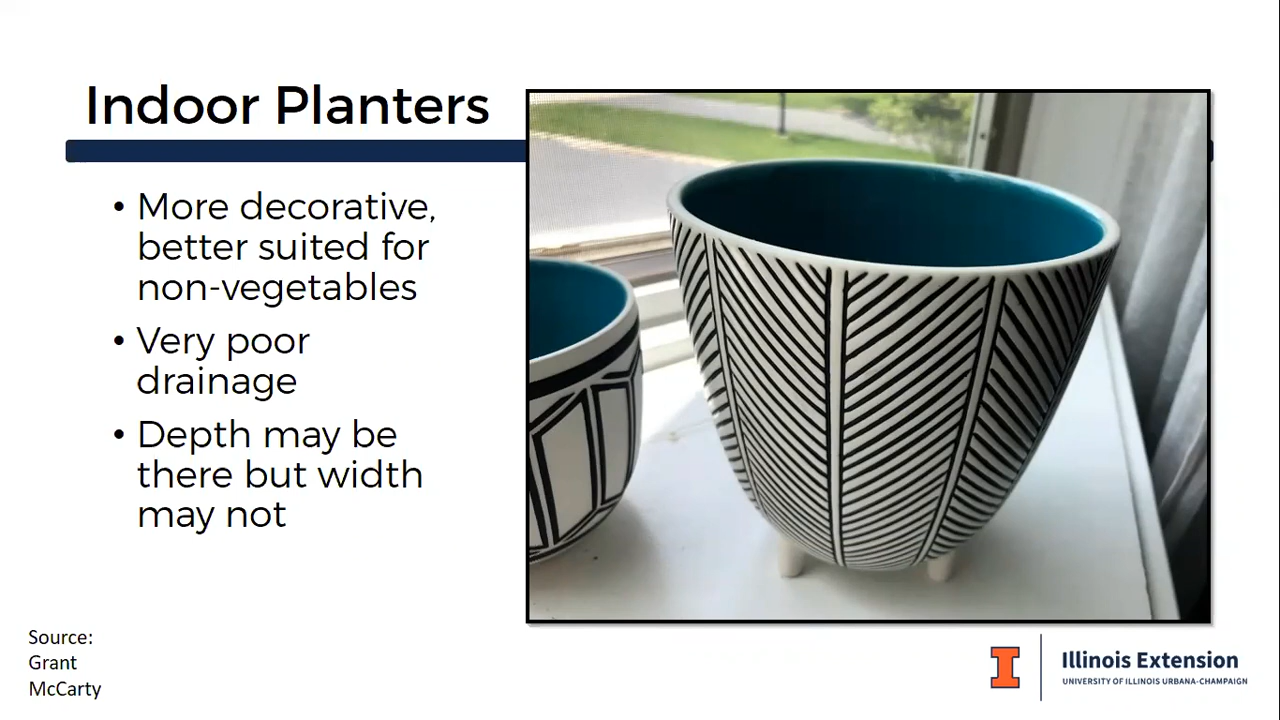 Indoor Planters
• More decorative,
better suited for
non-vegetables
• Very poor
drainage
• Depth may be
there but width
may not
Source:
Grant
McCarty
I
Illinois Extension
UNIVERSITY OF ILLINOIS URBANA-CHAMPAIGN